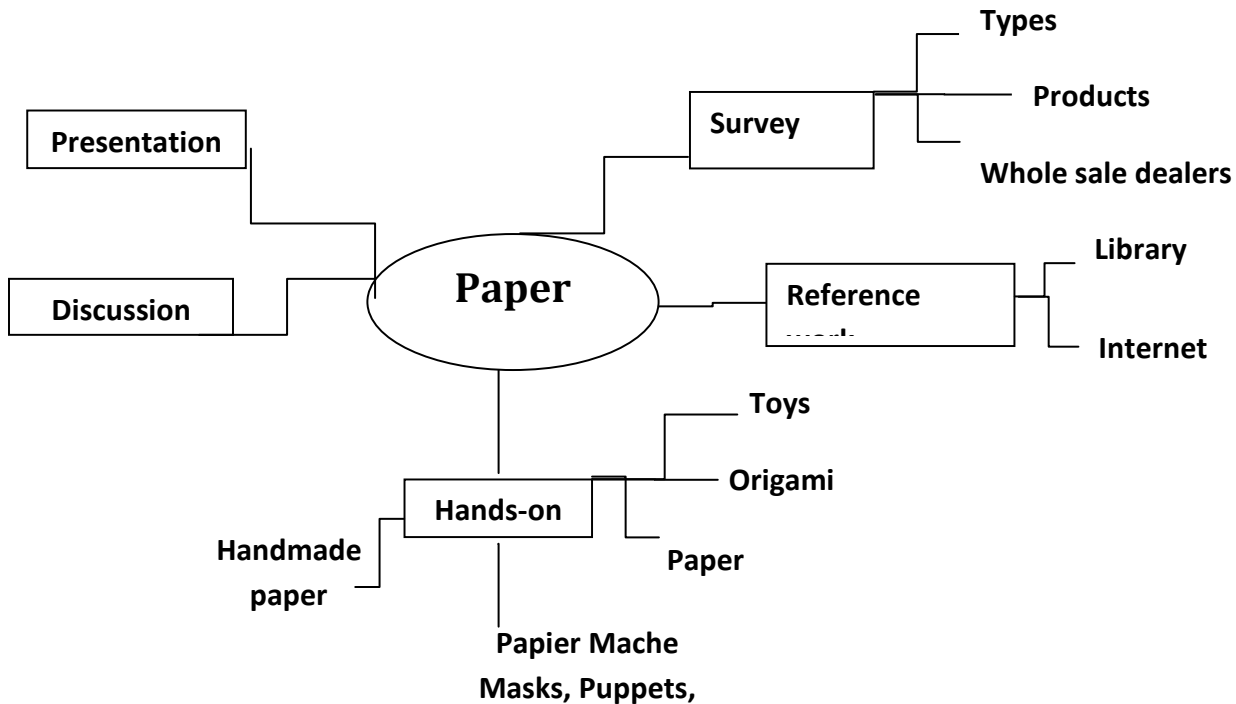 Types
Products
Survey
Whole sale dealers
Presentation
Library
Paper
Reference
Internet
Discussion
Toys
Origami
Hands-on
Paper
Handmade
paper
Papier Mache
Masks, Puppets,